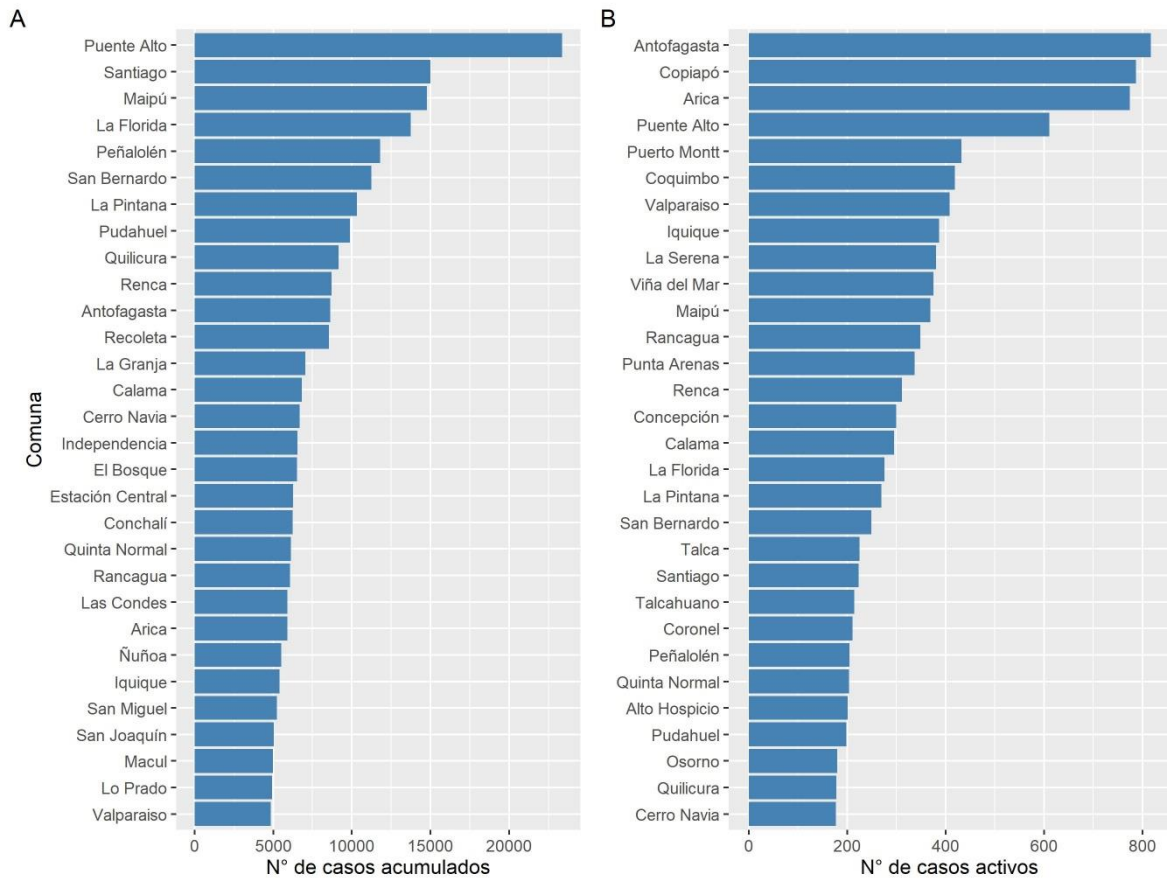 A
Comuna
Puente Alto
Santiago
Maipú
La Florida
Peñalolén
San Bernardo
La Pintana
Pudahuel
Quilicura
Renca
Antofagasta
Recoleta
La Granja
Calama
Cerro Navia
Independencia
El Bosque
Estación Central
Conchalí
Quinta Normal
Rancagua
Las Condes
Arica
Ñuñoa
Iquique
San Miguel
San Joaquín
Macul
Lo Prado
Valparaiso
0 5000 10000 15000 20000
N° de casos acumulados
B
Antofagasta
Copiapó
Arica
Puente Alto
Puerto Montt
Coquimbo
Valparaiso
Iquique
La Serena
Viña del Mar
Maipú
Rancagua
Punta Arenas
Renca
Concepción
Calama
La Florida
La Pintana
San Bernardo
Talca
Santiago
Talcahuano
Coronel
Peñalolén
Quinta Normal
Alto Hospicio
Pudahuel
Osorno
Quilicura
Cerro Navia
0 200 400 600 800
N° de casos activos